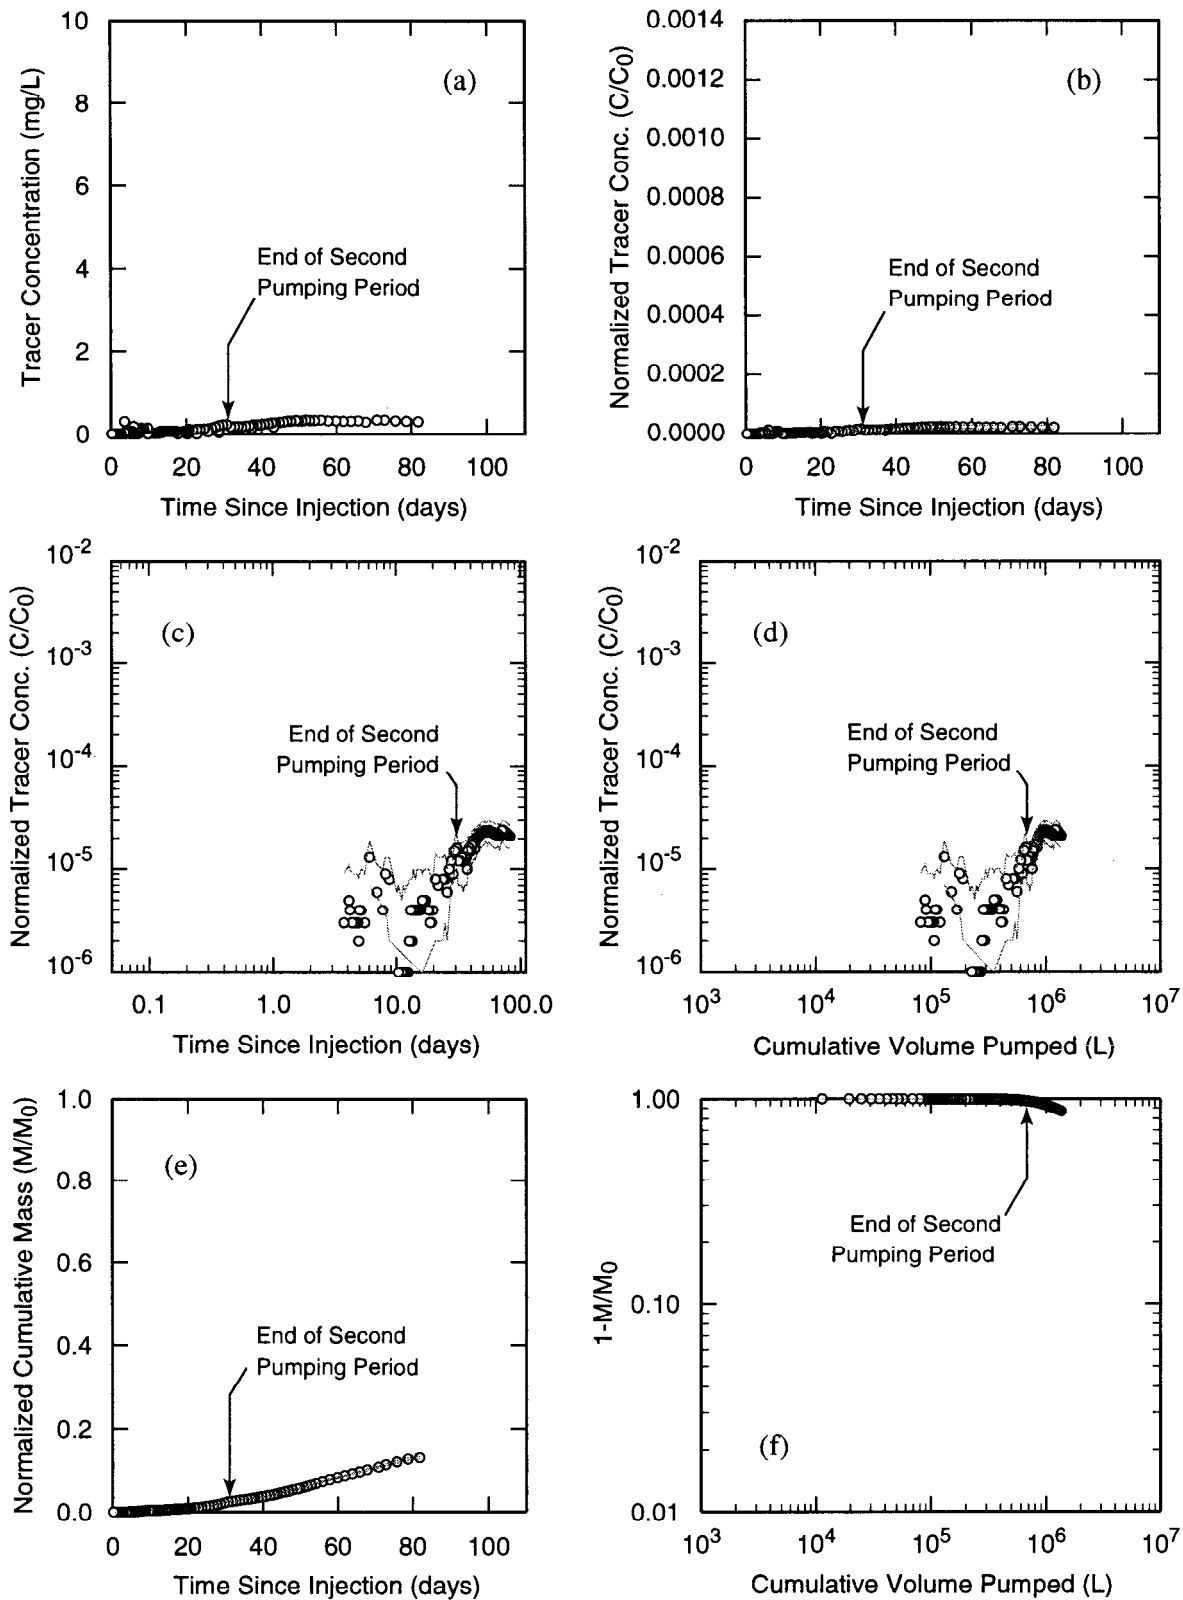 Tracer Concentration (mg/L)
10
8
6
4
2
0
(a)
End of Second
Pumping Period
0 20 40 60 80 100
Time Since Injection (days)
Normalized Tracer Conc. (C/C0)
0.0014
0.0012
0.0010
0.0008
0.0006
0.0004
0.0002
0.0000
(b)
End of Second
Pumping Period
0 20 40 60 80 100
Time Since Injection (days)
Normalized Tracer Conc. (C/C0)
10-2
10-3
10-4
10-5
10-6
(c)
End of Second
Pumping Period
0.1 1.0 10.0 100.0
Time Since Injection (days)
Normalized Tracer Conc. (C/C0)
10-2
10-3
10-4
10-5
10-6
(d)
End of Second
Pumping Period
103 104 105 106 107
Cumulative Volume Pumped (L)
Normalized Cumulative Mass (M/M0)
1.0
0.8
0.6
0.4
0.2
0.0
(e)
End of Second
Pumping Period
0 20 40 60 80 100
Time Since Injection (days)
1-M/M0
1.00
0.10
0.01
End of Second
Pumping Period
(f)
103 104 105 106 107
Cumulative Volume Pumped (L)